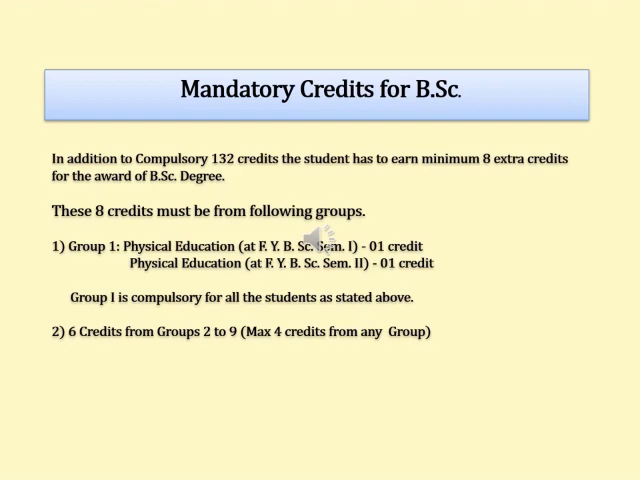 Mandatory Credits for B.Sc.
In addition to Compulsory 132 credits the student has to earn minimum 8 extra credits
for the award of B.Sc. Degree.
These 8 credits must be from following groups.
1) Group 1: Physical Education (at F. Y. B. Sc. Sem. I) - 01 credit
Physical Education (at F. Y. B. Sc. Sem. II) - 01 credit
Group I is compulsory for all the students as stated above.
2) 6 Credits from Groups 2 to 9 (Max 4 credits from any Group)